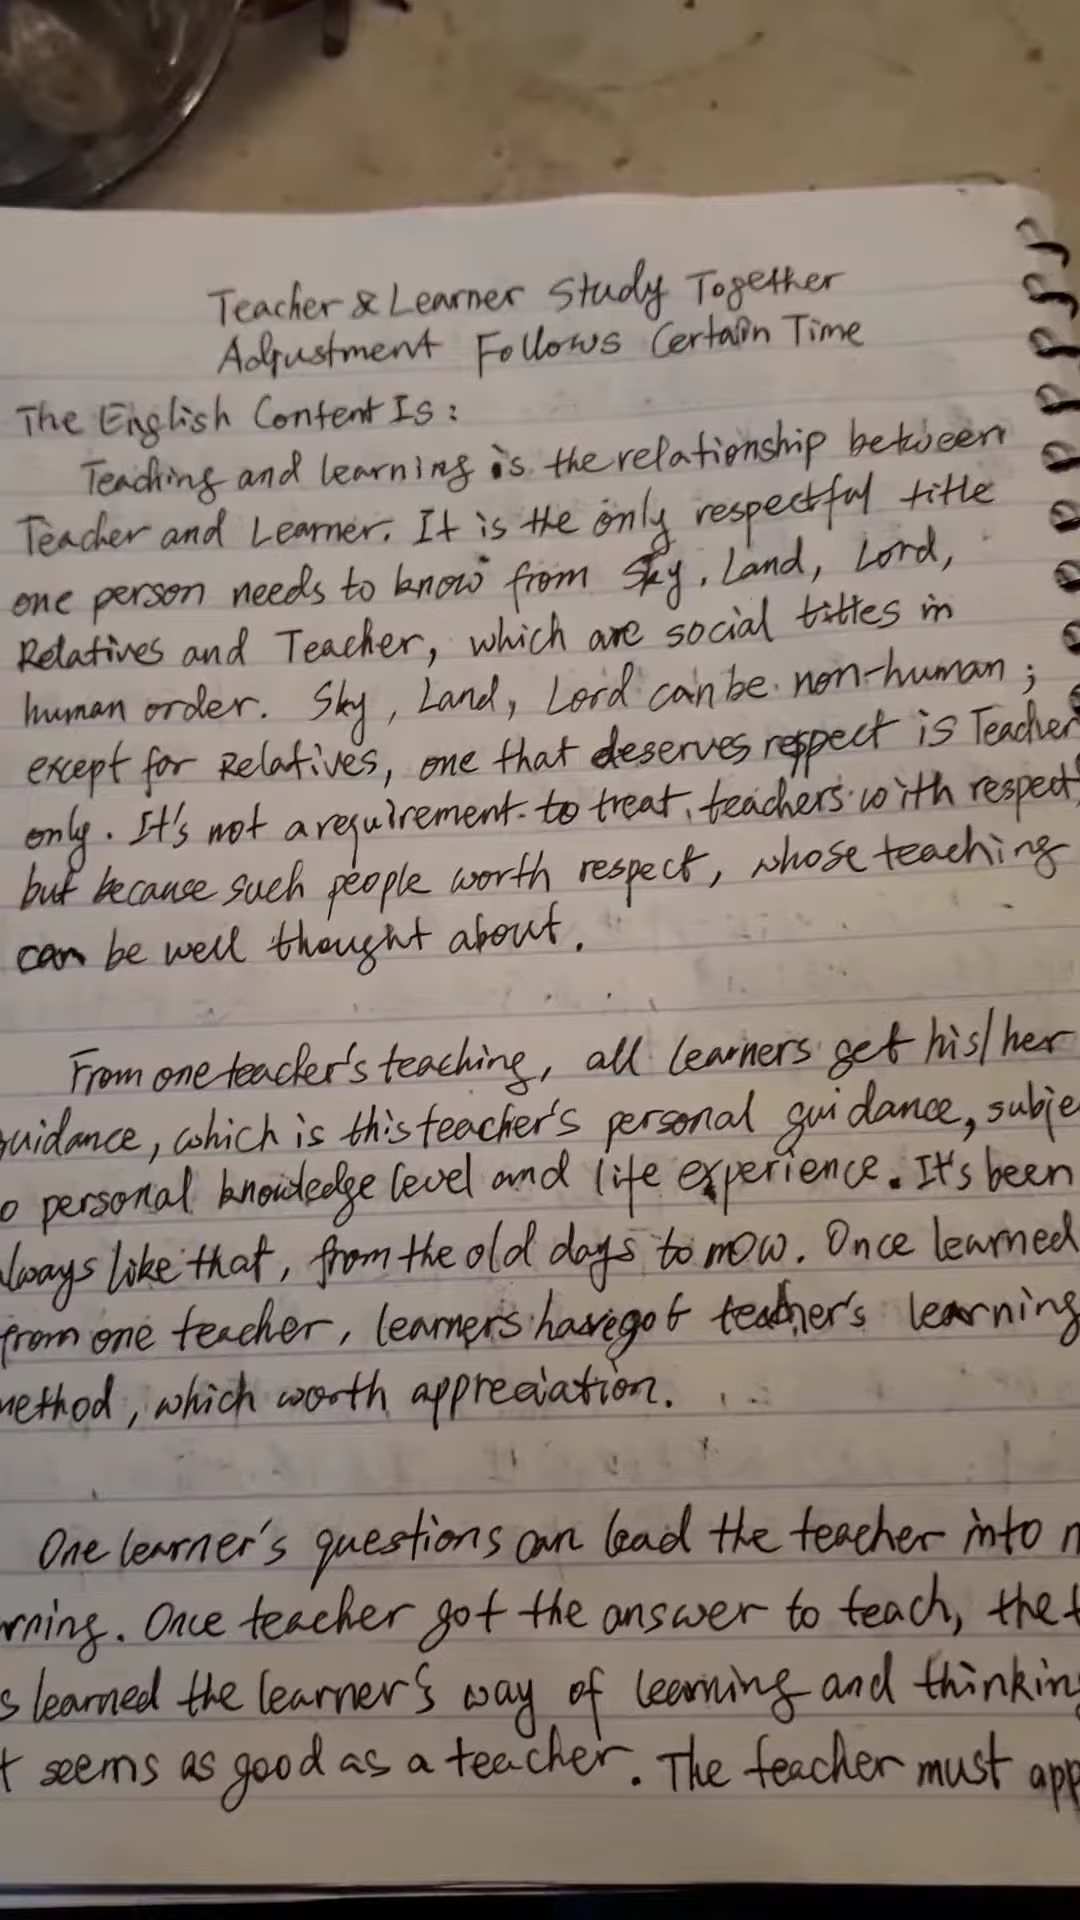 Teacher & Learner Study Together
Adjustment Follows Certain Time
The English Content Is:
Teaching and learning is the relationship between
Teacher and Learner. It is the only respectful title
one person needs to know from Sky, Land, Lord,
Relatives and Teacher, which are social titles in
human order. Sky, Land, Lord can be non-human;
except for Relatives, one that deserves respect is Teacher
only. It's not a requirement to treat teachers with respect,
but because such people worth respect, whose teaching
can be well thought about.
From one teacher's teaching, all learners get his/her
uidance, which is this teacher's personal guidance, subje
o personal knowledge level and life experience. It's been
lways like that, from the old days to now. Once learned
from one teacher, learners have got teacher's learning
method, which worth appreciation.
One learner's questions can lead the teacher into n
rning. Once teacher got the answer to teach, the t
s learned the learner's way of learning and thinking
t seems as good as a teacher. The teacher must app